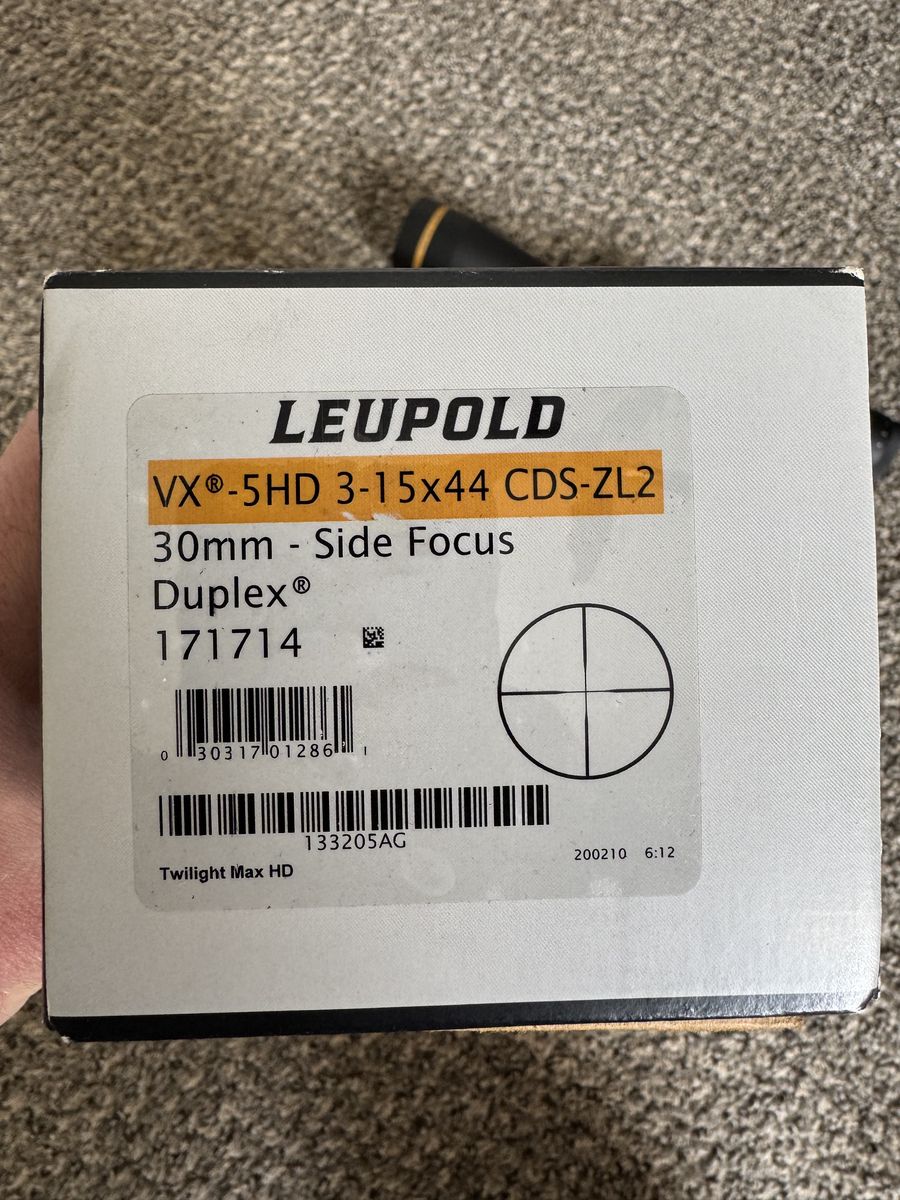 LEUPOLD
VX®-5HD 3-15x44 CDS-ZL2
30mm - Side Focus
Duplex®
171714
0 30317 01286 1
133205AG
200210 6:12
Twilight Max HD